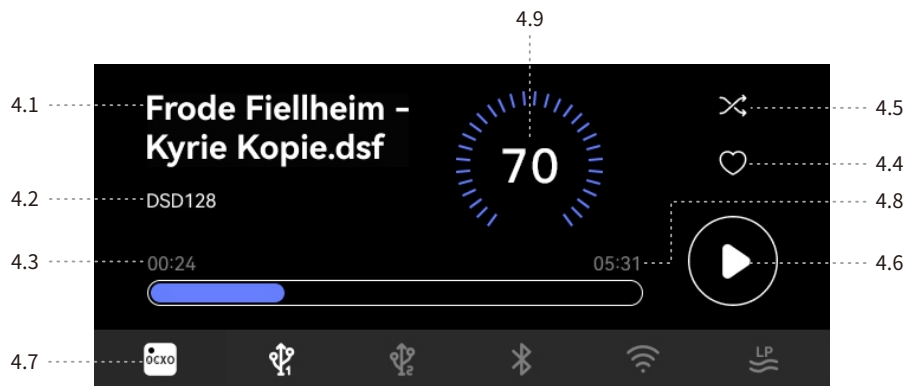 4.9
4.1
Frode Fiellheim -
Kyrie Kopie.dsf
70
4.5
4.4
4.2
DSD128
4.8
4.3
00:24
05:31
4.6
4.7
OCXO
1
2
LP